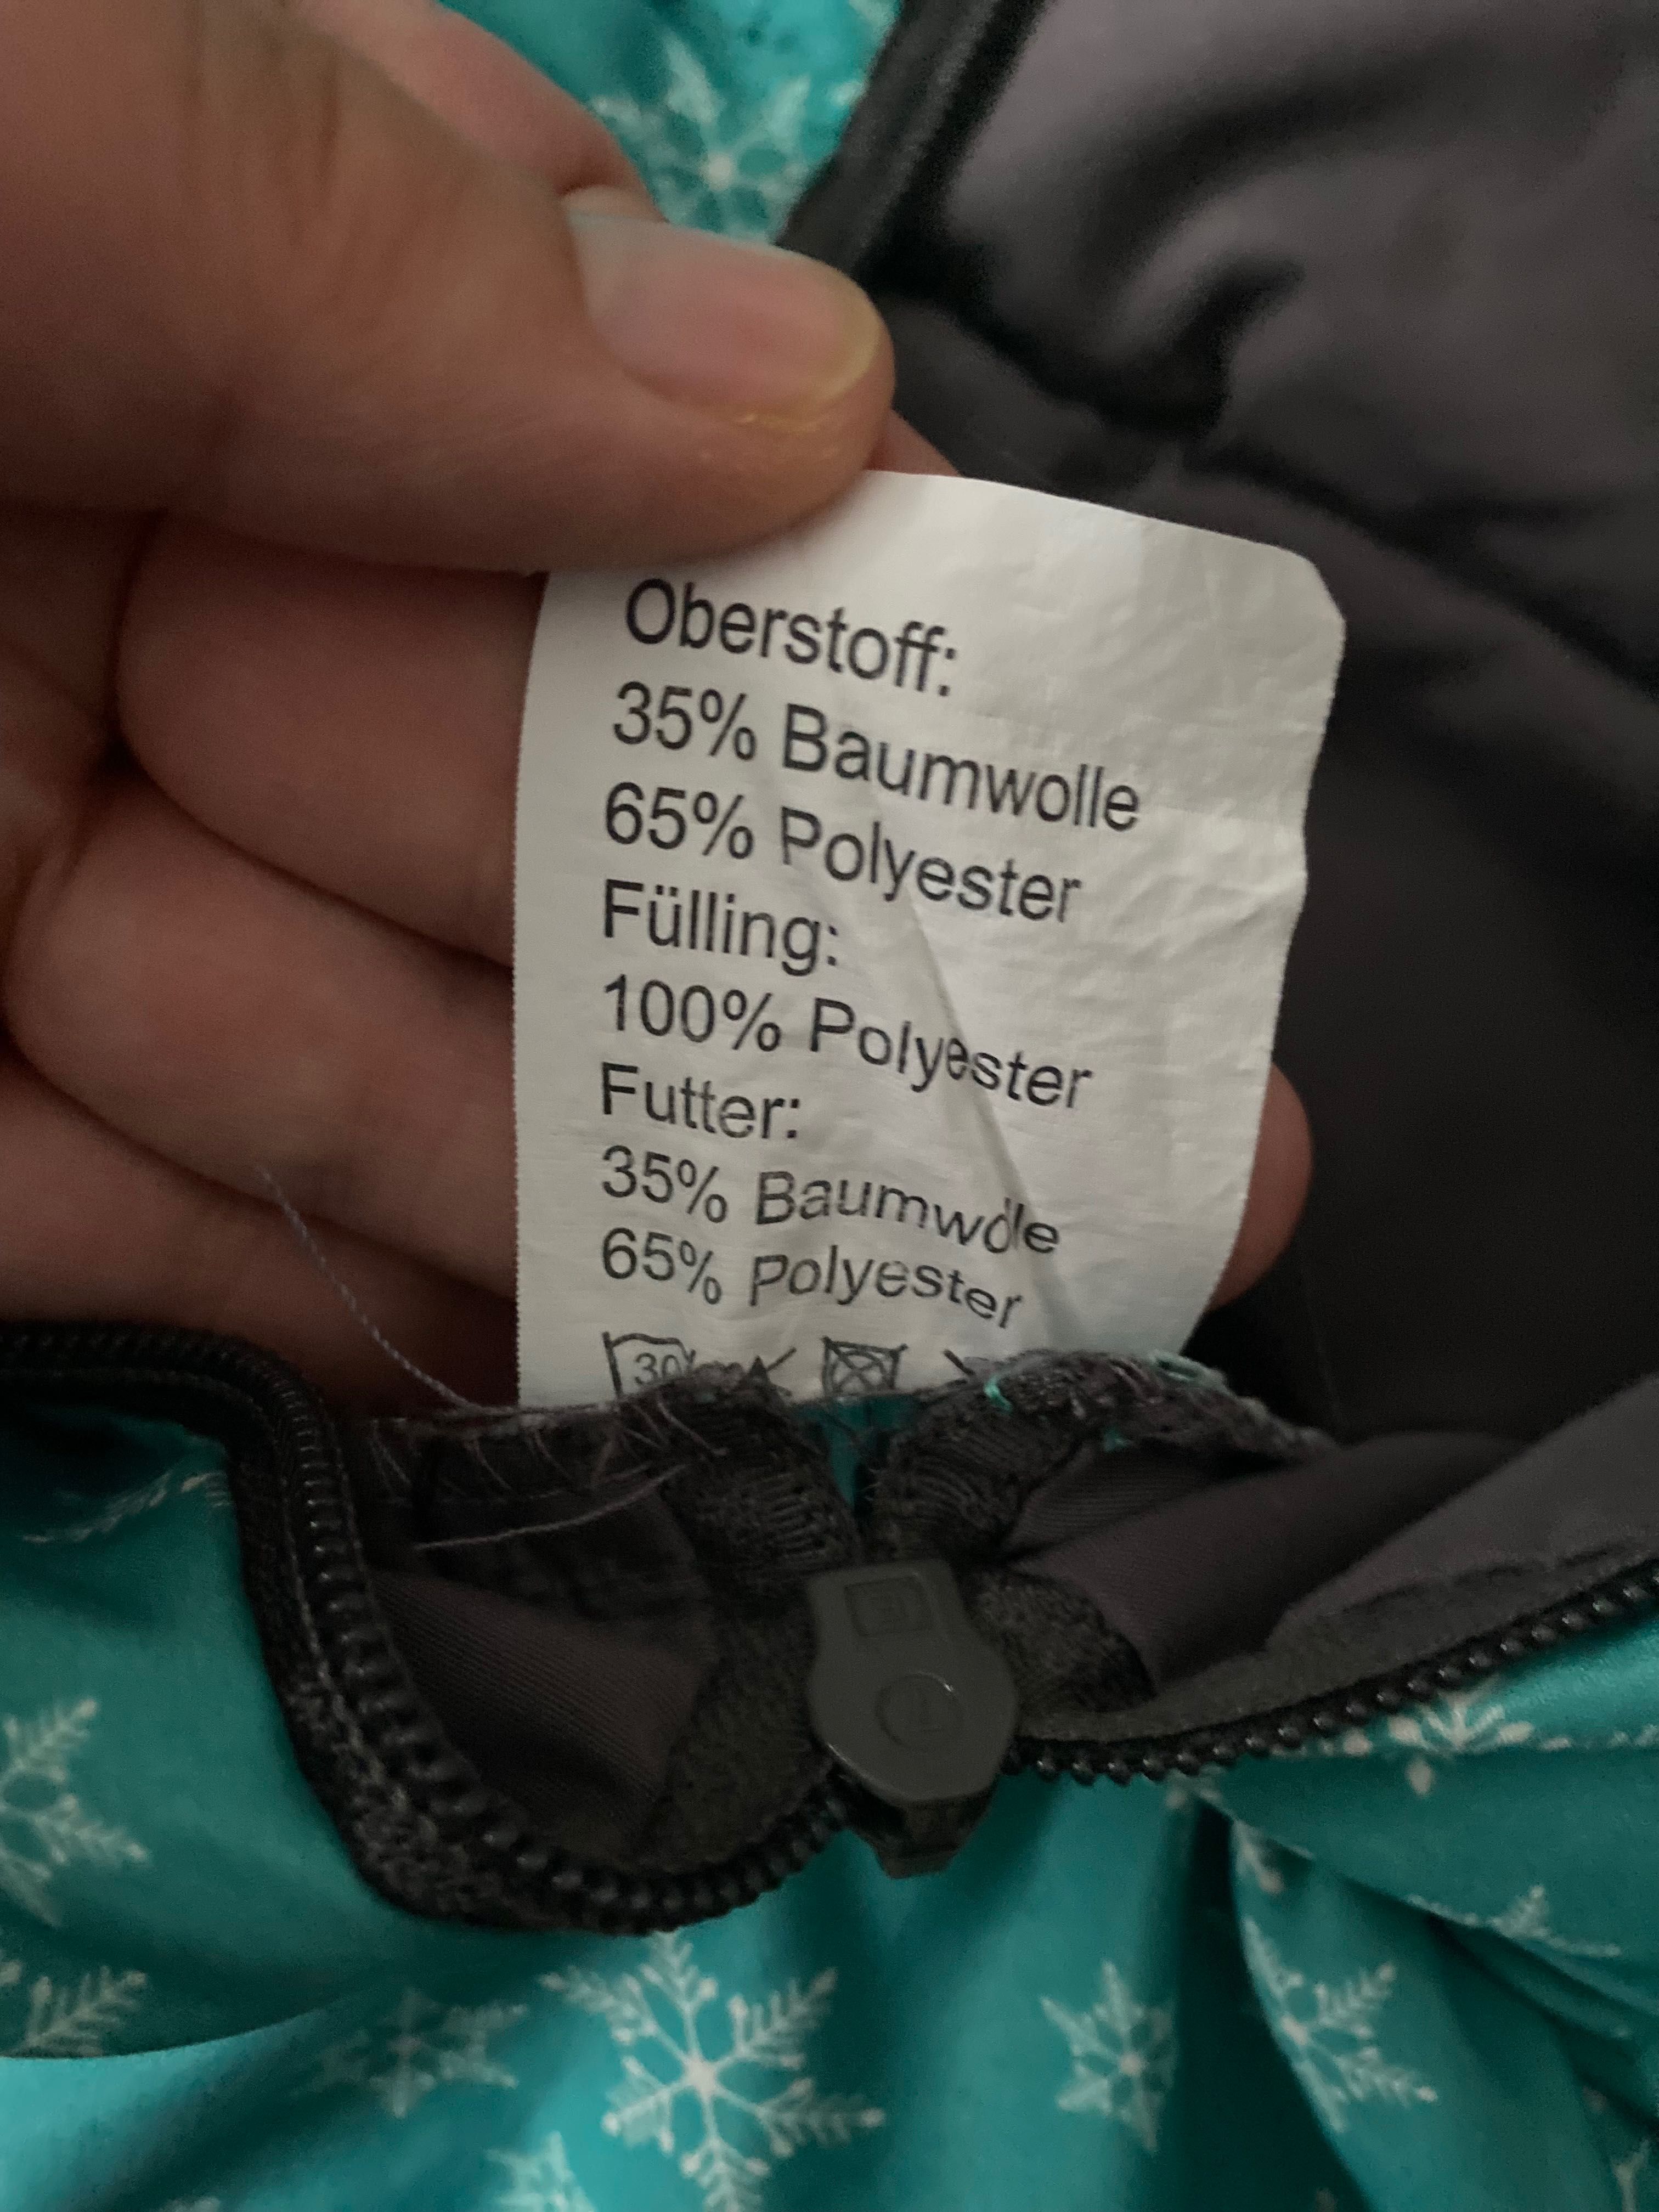 Oberstoff:
35% Baumwolle
65% Polyester
Fülling:
100% Polyester
Futter:
35% Baumwolle
65% Polyester
30